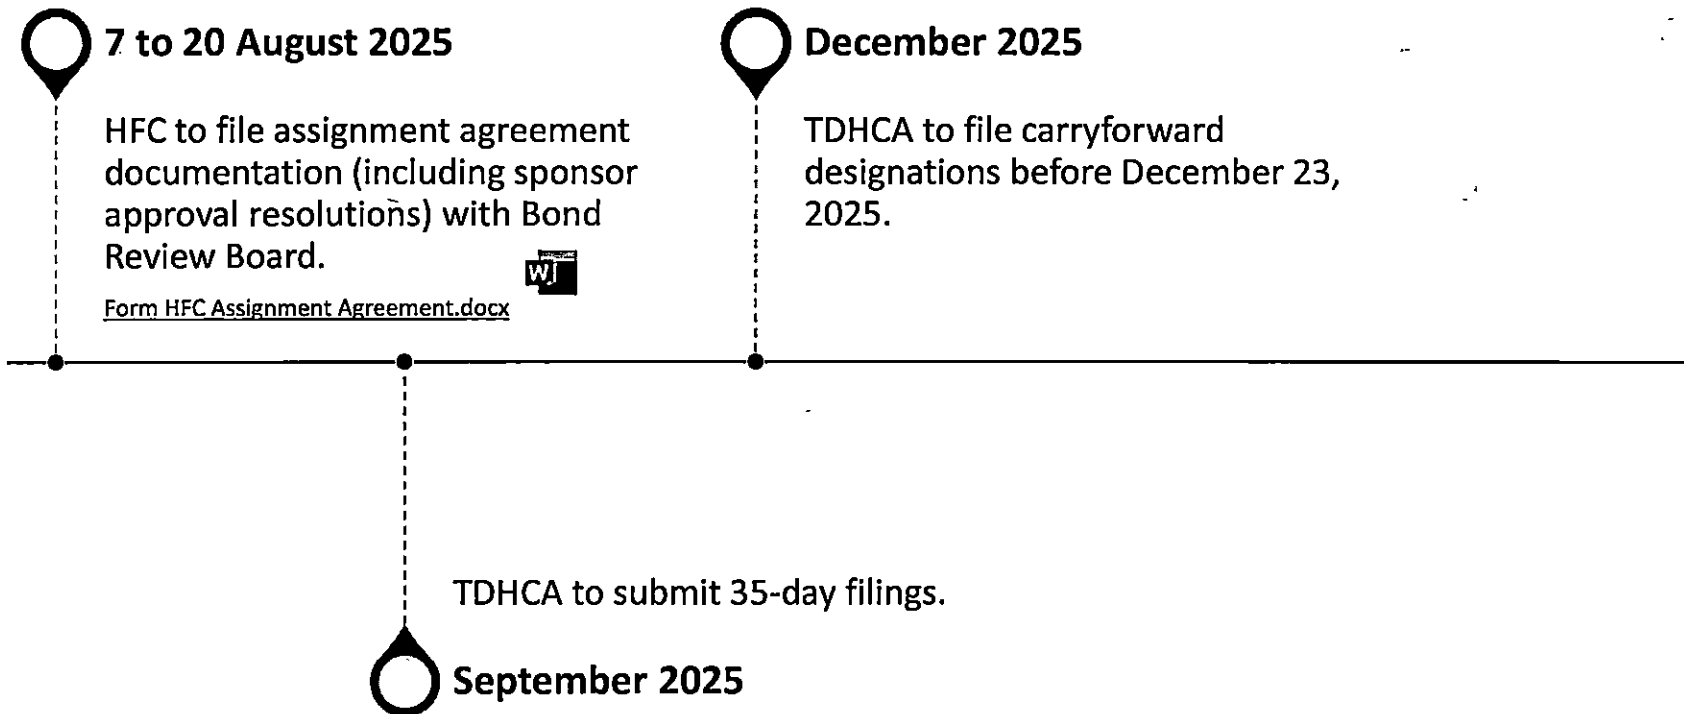 7 to 20 August 2025
HFC to file assignment agreement
documentation (including sponsor
approval resolutions) with Bond
Review Board.
W
Form HFC Assignment Agreement.docx
December 2025
TDHCA to file carryforward
designations before December 23,
2025.
TDHCA to submit 35-day filings.
September 2025